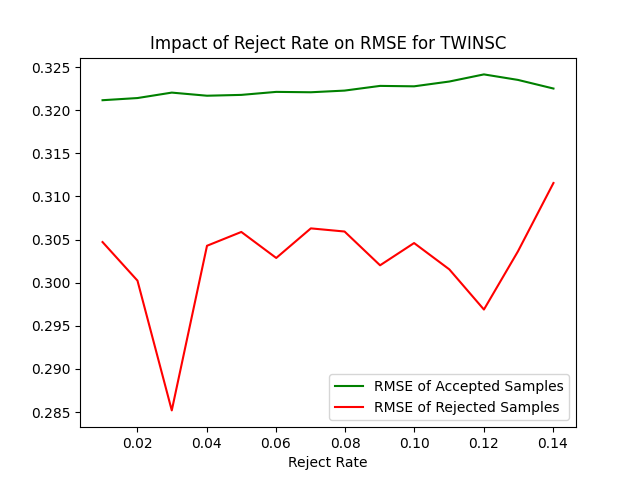 Impact of Reject Rate on RMSE for TWINSC
0.325
0.320
0.315
0.310
0.305
0.300
0.295
0.290
0.285
RMSE of Accepted Samples
RMSE of Rejected Samples
0.02 0.04 0.06 0.08 0.10 0.12 0.14
Reject Rate